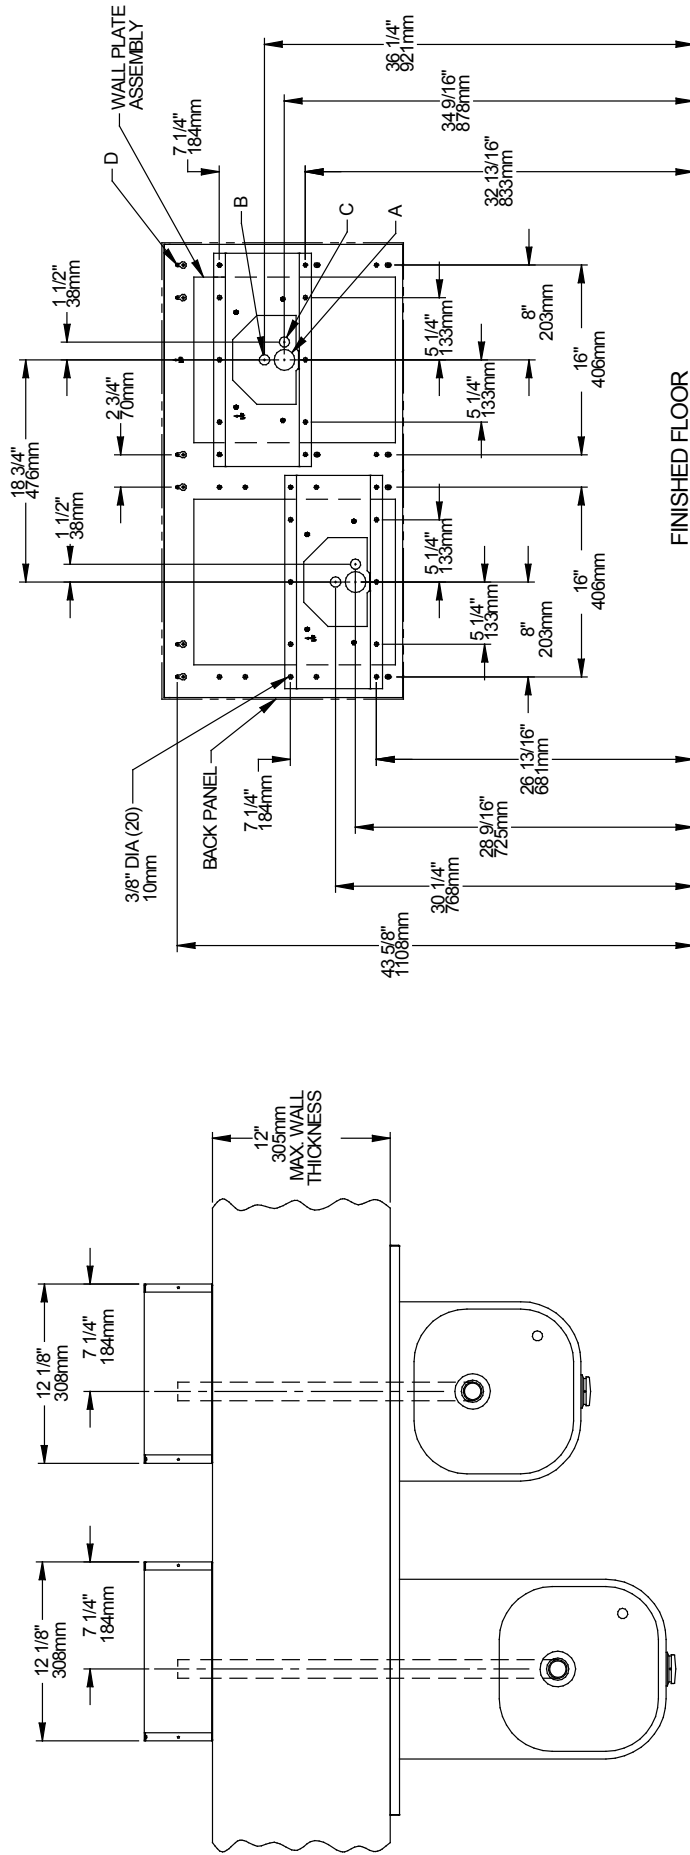 36 1/4"
921mm
WALL PLATE
ASSEMBLY
D
7 1/4"
184mm
34 9/16"
878mm
B
C
A
32 13/16"
833mm
1 1/2"
38mm
2 3/4"
70mm
18 3/4"
476mm
1 1/2"
38mm
5 1/4"
133mm
8"
203mm
5 1/4"
133mm
16"
406mm
5 1/4"
133mm
5 1/4"
133mm
8"
203mm
16"
406mm
FINISHED FLOOR
3/8" DIA (20)
10mm
BACK PANEL
7 1/4"
184mm
26 13/16"
681mm
28 9/16"
725mm
30 1/4"
768mm
43 5/8"
1108mm
12"
305mm
MAX. WALL
THICKNESS
12 1/8"
308mm
7 1/4"
184mm
12 1/8"
308mm
7 1/4"
184mm